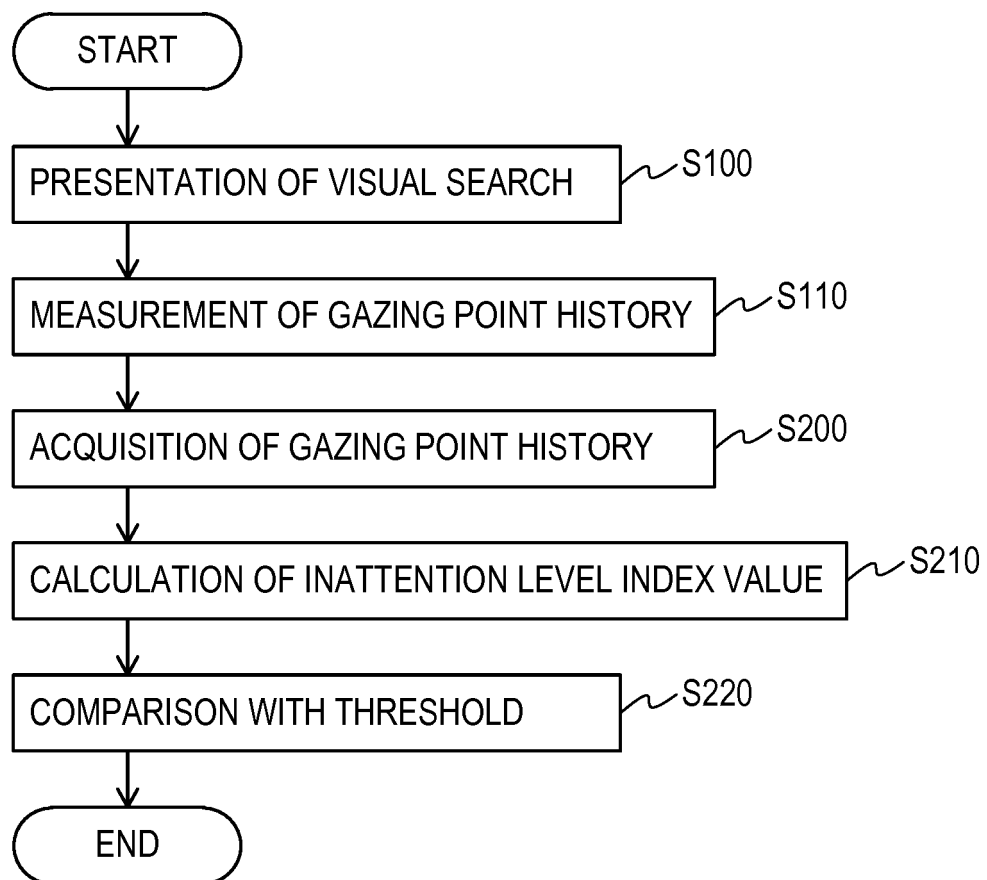 START
PRESENTATION OF VISUAL SEARCH
S100
MEASUREMENT OF GAZING POINT HISTORY
S110
ACQUISITION OF GAZING POINT HISTORY
S200
CALCULATION OF INATTENTION LEVEL INDEX VALUE
S210
COMPARISON WITH THRESHOLD
S220
END